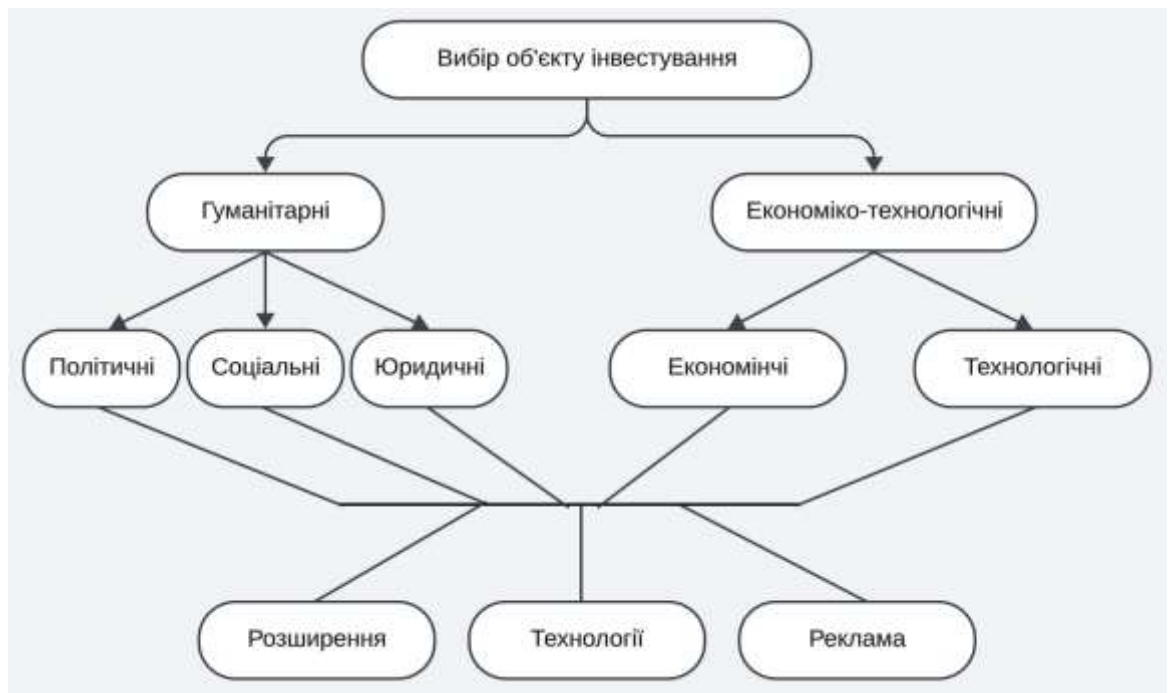 Вибір об'єкту інвестування
Гуманітарні
Економіко-технологічні
Політичні
Соціальні
Юридичні
Економінчі
Технологічні
Розширення
Технології
Реклама